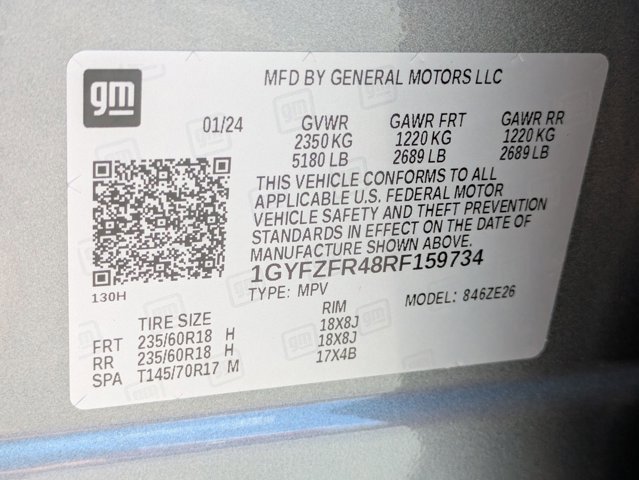 gm
MFD BY GENERAL MOTORS LLC
01/24 GVWR GAWR FRT GAWR RR
2350 KG 1220 KG 1220 KG
5180 LB 2689 LB 2689 LB
THIS VEHICLE CONFORMS TO ALL
APPLICABLE U.S. FEDERAL MOTOR
VEHICLE SAFETY AND THEFT PREVENTION
STANDARDS IN EFFECT ON THE DATE OF
MANUFACTURE SHOWN ABOVE.
1GYFZFR48RF159734
130H
TYPE: MPV MODEL: 846ZE26
TIRE SIZE RIM
FRT 235/60R18 H 18X8J
RR 235/60R18 H 18X8J
SPA T145/70R17 M 17X4B